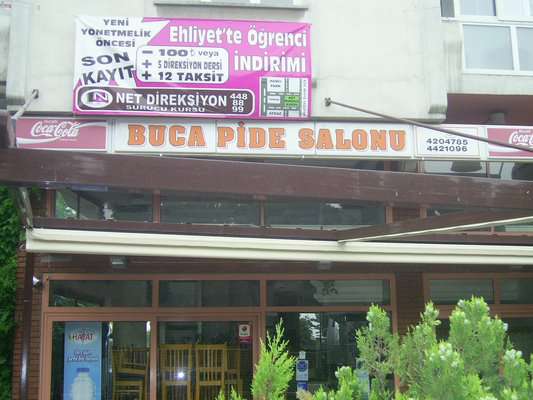 YENİ
YÖNETMELİK
ÖNCESİ
SON
KAYIT
Ehliyet'te Öğrenci
İNDİRİMİ
- 100₺ veya
+ 5 DİREKSİYON DERSİ
+ 12 TAKSİT
N NET DİREKSİYON
SÜRÜCÜ KURSU
448
88
99
Coca-Cola
BUCA PİDE SALONU
4204785
4421096
Coca-Cola
HAYAT